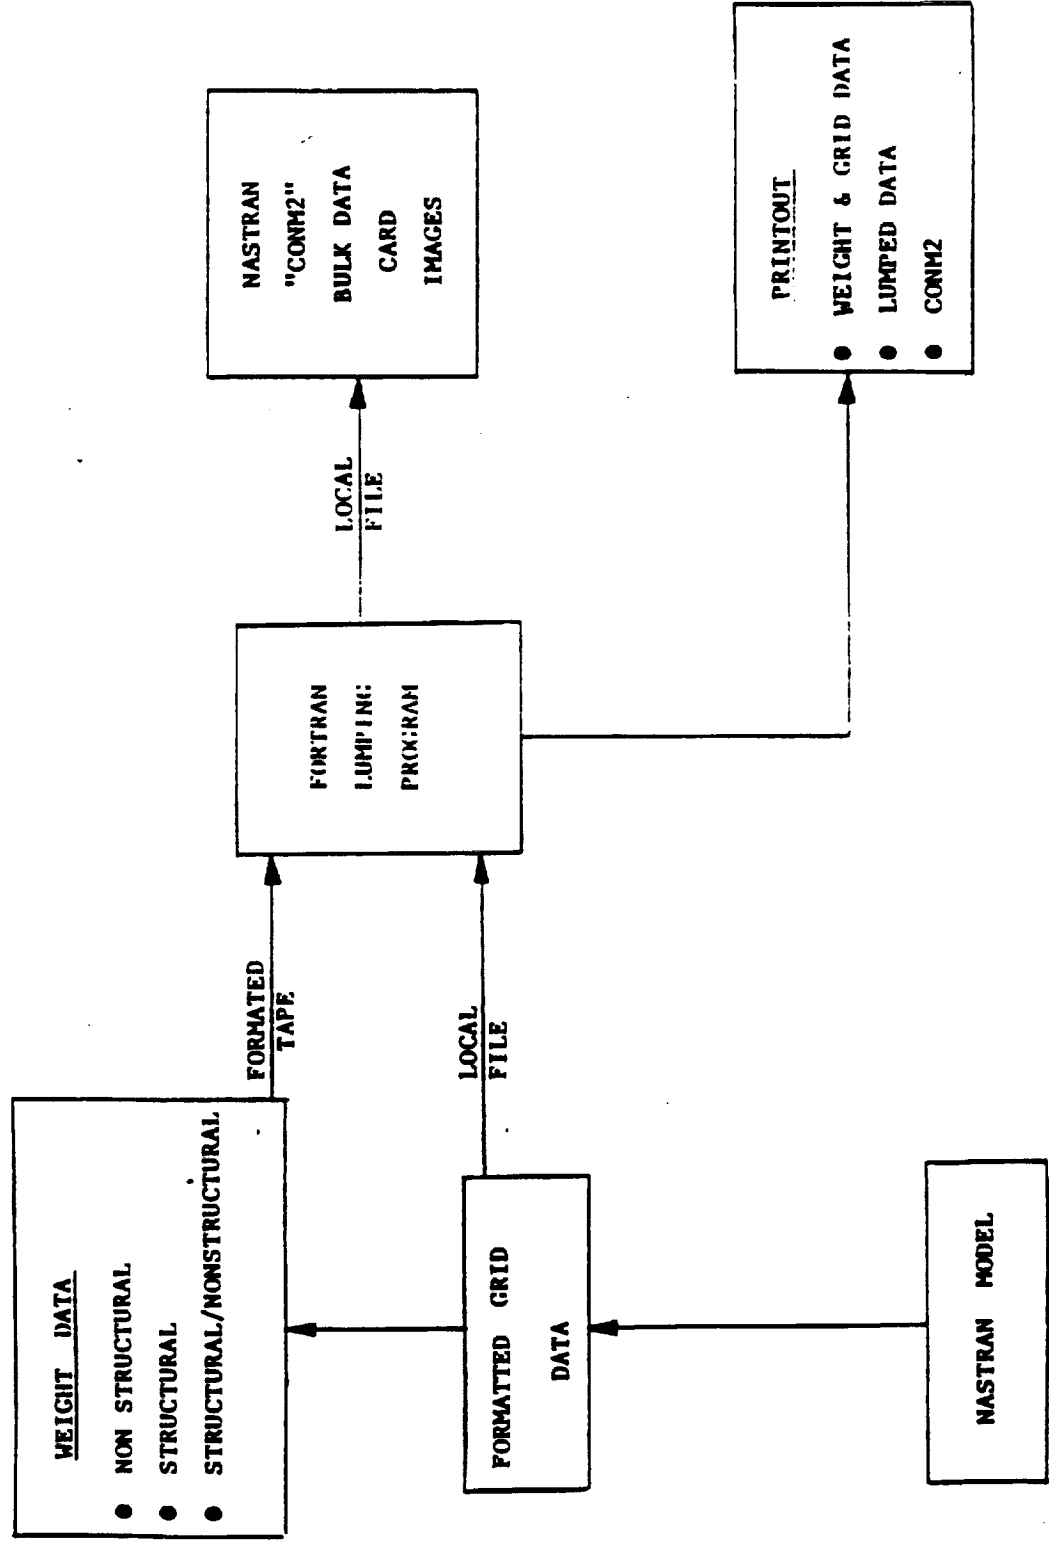 WEIGHT DATA
● NON STRUCTURAL
● STRUCTURAL
● STRUCTURAL/NONSTRUCTURAL
FORMATED
TAPE
FORMATTED GRID
DATA
LOCAL
FILE
NASTRAN MODEL
FORTRAN
LUMPING
PROGRAM
LOCAL
FILE
NASTRAN
"CONM2"
BULK DATA
CARD
IMAGES
PRINTOUT
● WEIGHT & GRID DATA
● LUMPED DATA
● CONM2